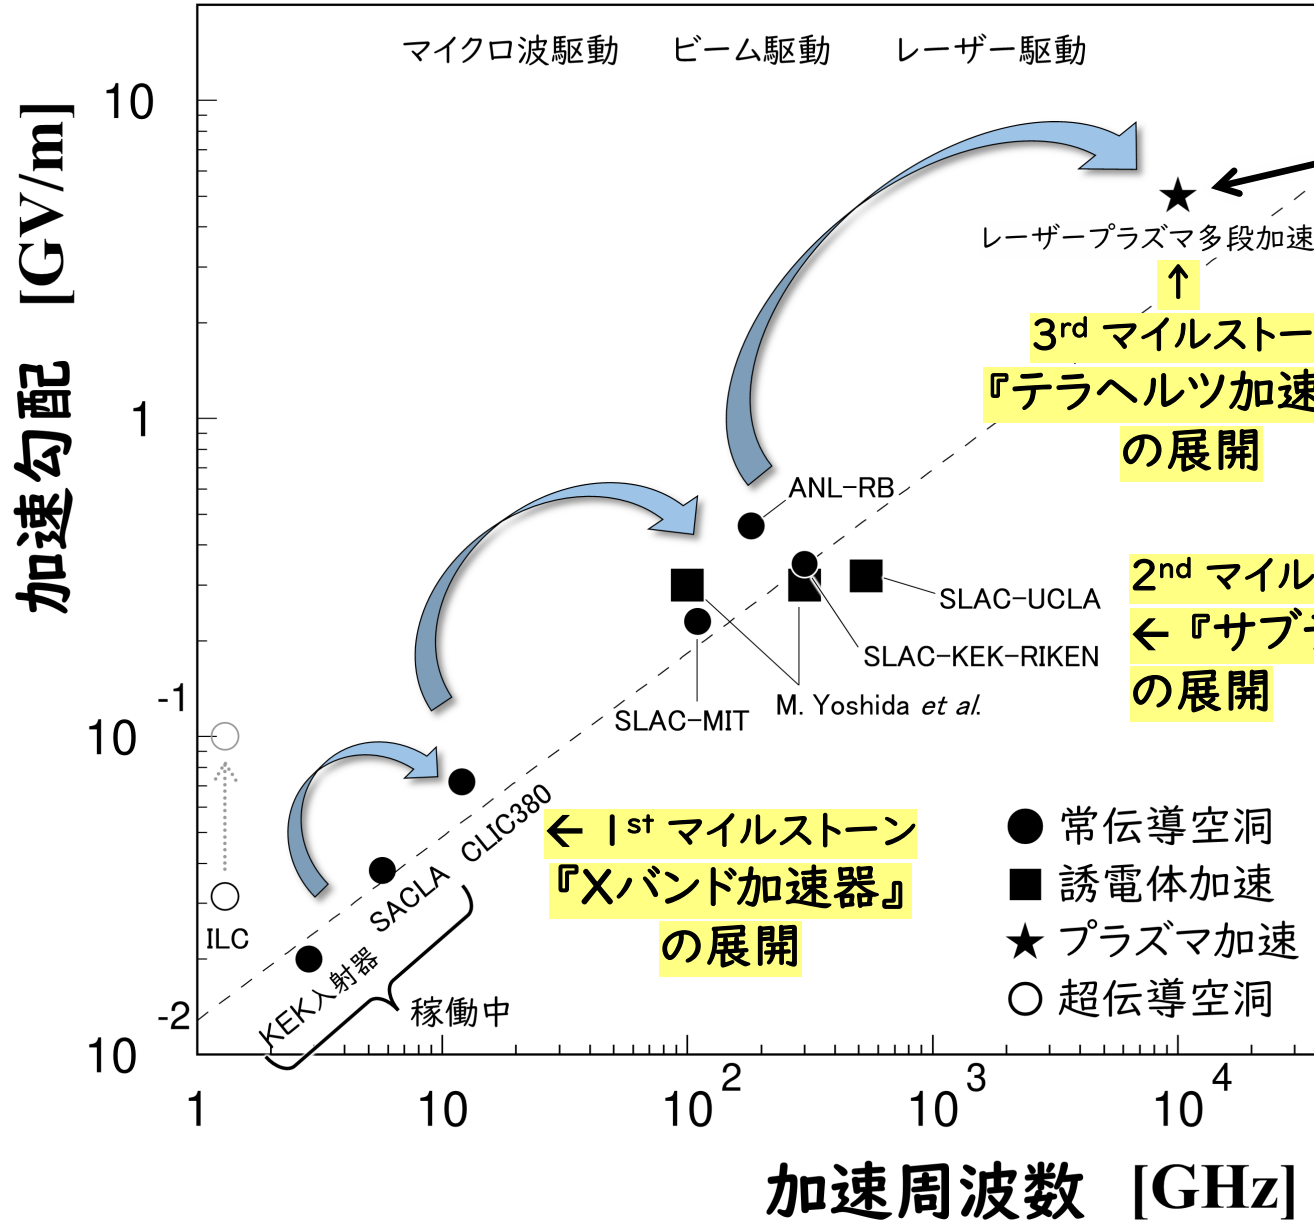 マイクロ波駆動 ビーム駆動 レーザー駆動
加速勾配 [GV/m]
10
1
10-1
10-2
レーザープラズマ多段加速
↑
3rd マイルストー
『テラヘルツ加速
の展開
ANL-RB
SLAC-UCLA
SLAC-KEK-RIKEN
M. Yoshida et al.
SLAC-MIT
2nd マイル
← 『サブ
の展開
CLIC380
SACLA
KEK入射器
稼働中
ILC
← 1st マイルストーン
『Xバンド加速器』
の展開
● 常伝導空洞
■ 誘電体加速
★ プラズマ加速
○ 超伝導空洞
1 10 102 103 104
加速周波数 [GHz]